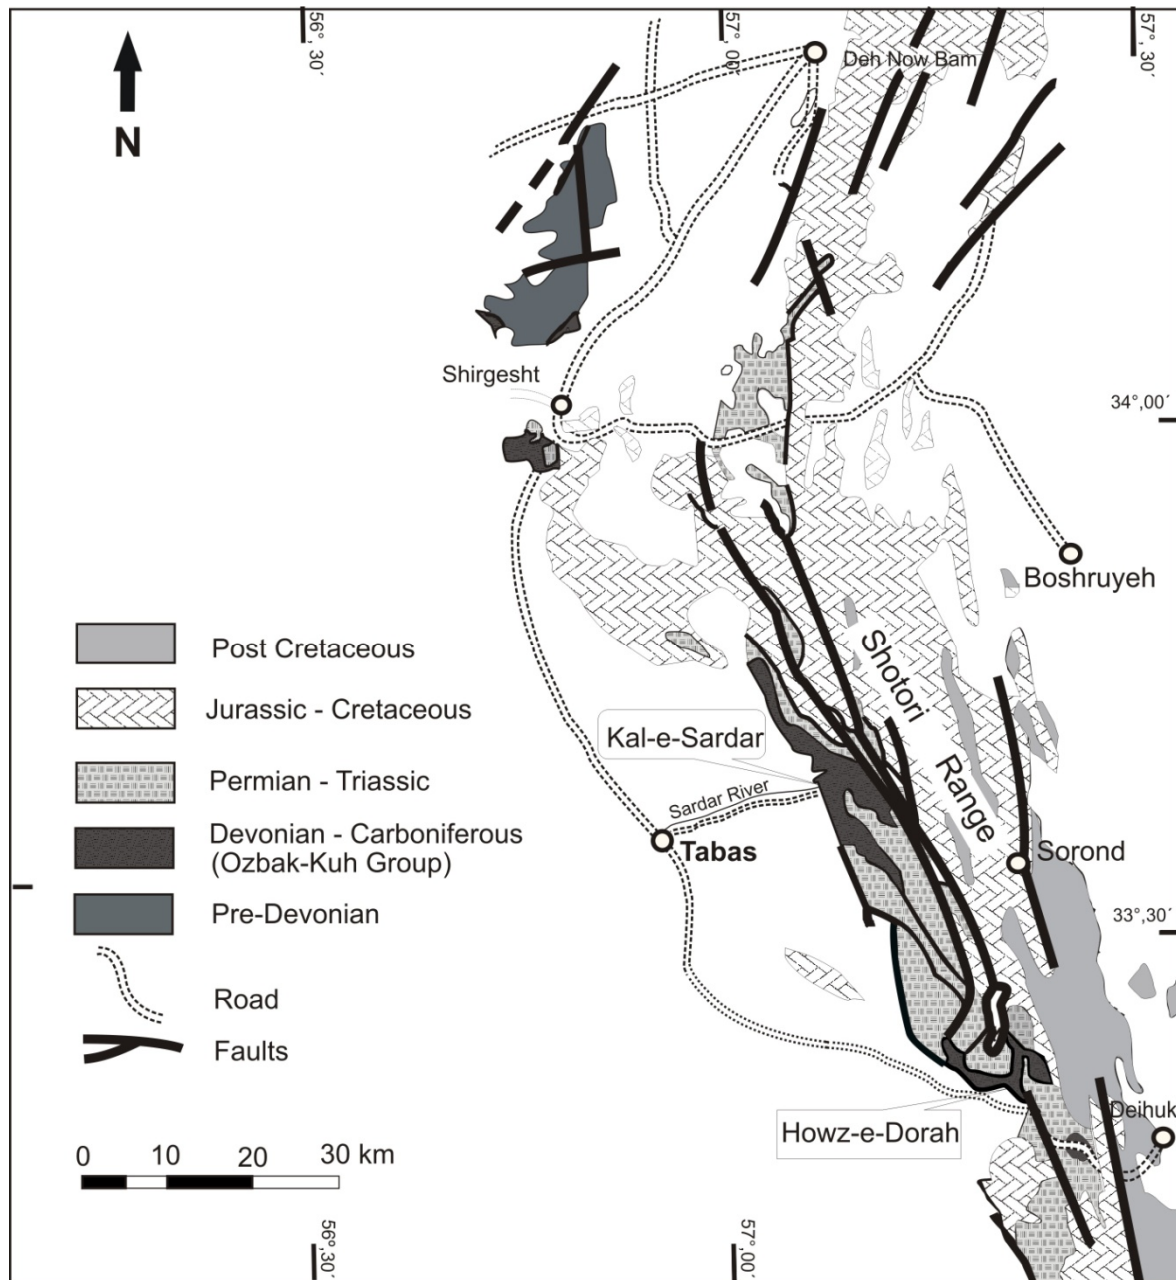 56°,30´
57°,00´
57°,30´
Deh Now Bam
N
Shirgesht
34°,00´
Boshruyeh
Shotori
Range
Post Cretaceous
Jurassic - Cretaceous
Kal-e-Sardar
Permian - Triassic
Sardar River
Devonian - Carboniferous
(Ozbak-Kuh Group)
Tabas
Sorond
Pre-Devonian
33°,30´
Road
Faults
Deihuk
Howz-e-Dorah
0 10 20 30 km
56°,30´
57°,00´